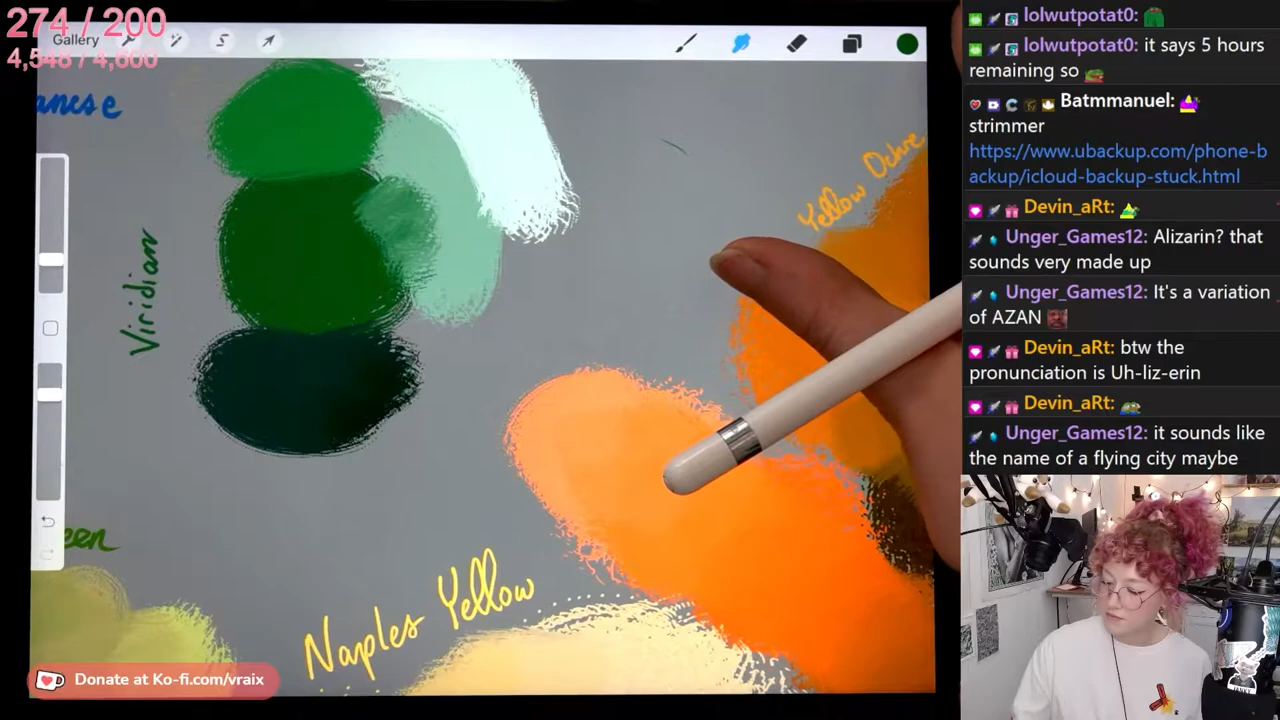 274 / 200
4,548 / 4,600
Gallery
anese
Viridian
Yellow Ochre
een
Naples Yellow
Donate at Ko-fi.com/vraix
lolwutpotat0:
lolwutpotat0: it says 5 hours
remaining so
Batmmanuel:
strimmer
https://www.ubackup.com/phone-b
ackup/icloud-backup-stuck.html
Devin_aRt:
Unger_Games12: Alizarin? that
sounds very made up
Unger_Games12: It's a variation
of AZAN
Devin_aRt: btw the
pronunciation is Uh-liz-erin
Devin_aRt:
Unger_Games12: it sounds like
the name of a flying city maybe